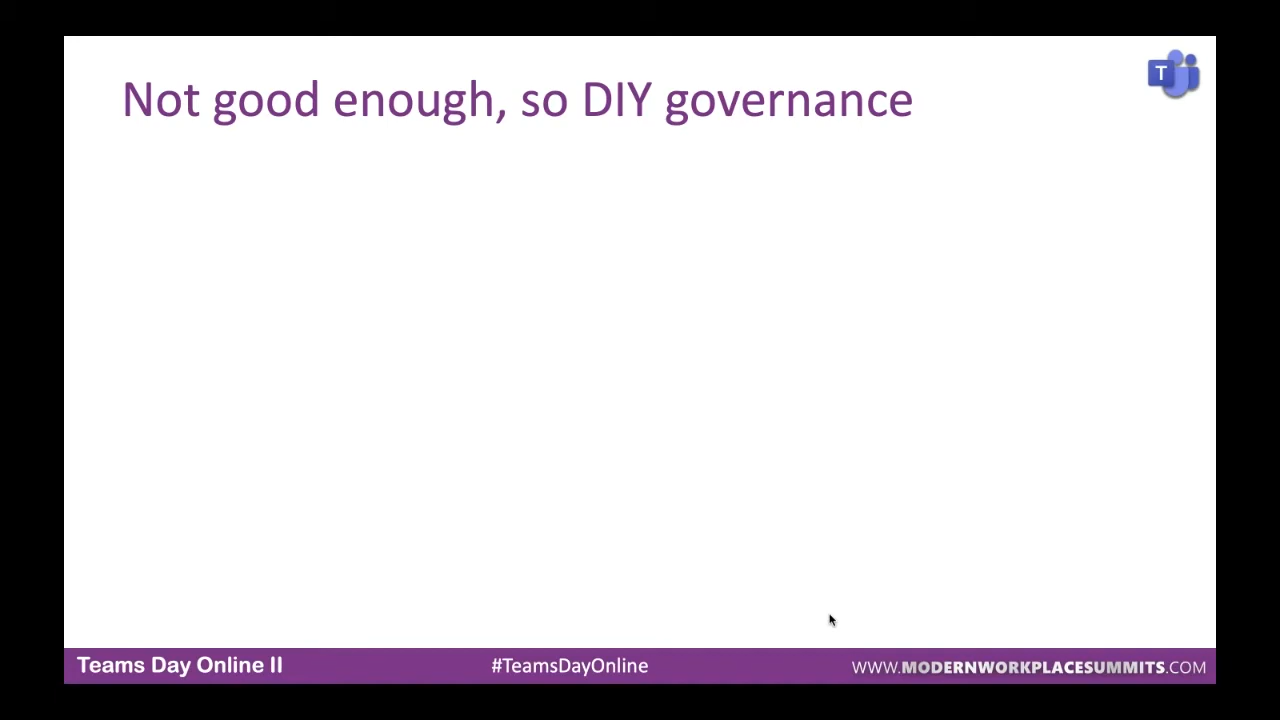 Not good enough, so DIY governance
T
Teams Day Online II
#TeamsDayOnline
WWW.MODERNWORKPLACESUMMITS.COM